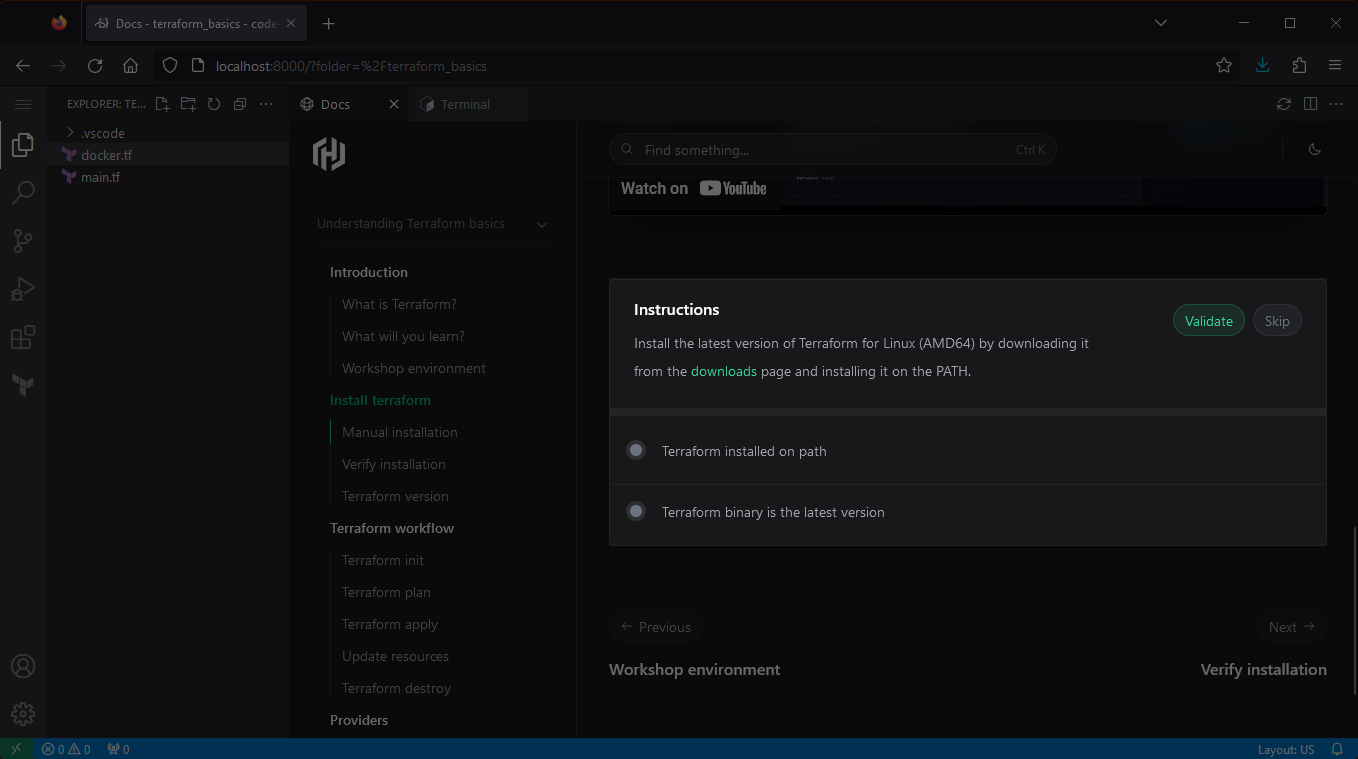 Docs - terraform_basics - code-
localhost:8000/?folder=%2Fterraform_basics
EXPLORER: TE...
Docs
Terminal
.vscode
docker.tf
main.tf
Understanding Terraform basics
Introduction
What is Terraform?
What will you learn?
Workshop environment
Install terraform
Manual installation
Verify installation
Terraform version
Terraform workflow
Terraform init
Terraform plan
Terraform apply
Update resources
Terraform destroy
Providers
Find something...
Ctrl K
Watch on YouTube
Instructions
Validate
Skip
Install the latest version of Terraform for Linux (AMD64) by downloading it
from the downloads page and installing it on the PATH.
Terraform installed on path
Terraform binary is the latest version
← Previous
Next →
Workshop environment
Verify installation
0 0
0
Layout: US